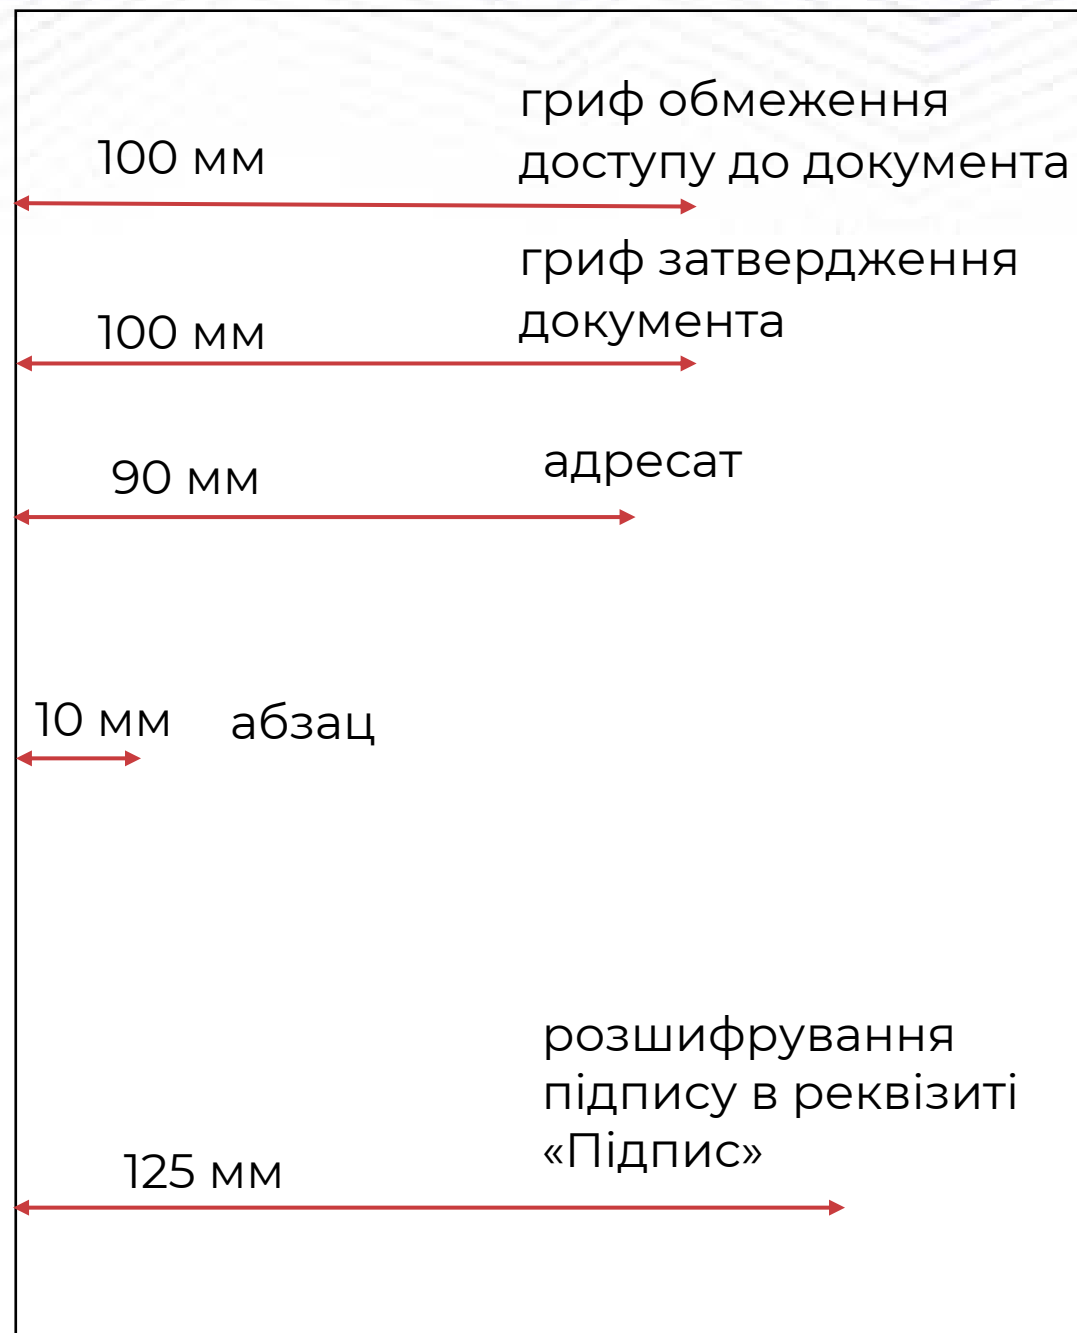 гриф обмеження
100 мм
доступу до документа
гриф затвердження
100 мм
документа
90 мм
адресат
10 мм
абзац
розшифрування
підпису в реквізиті
«Підпис»
125 мм